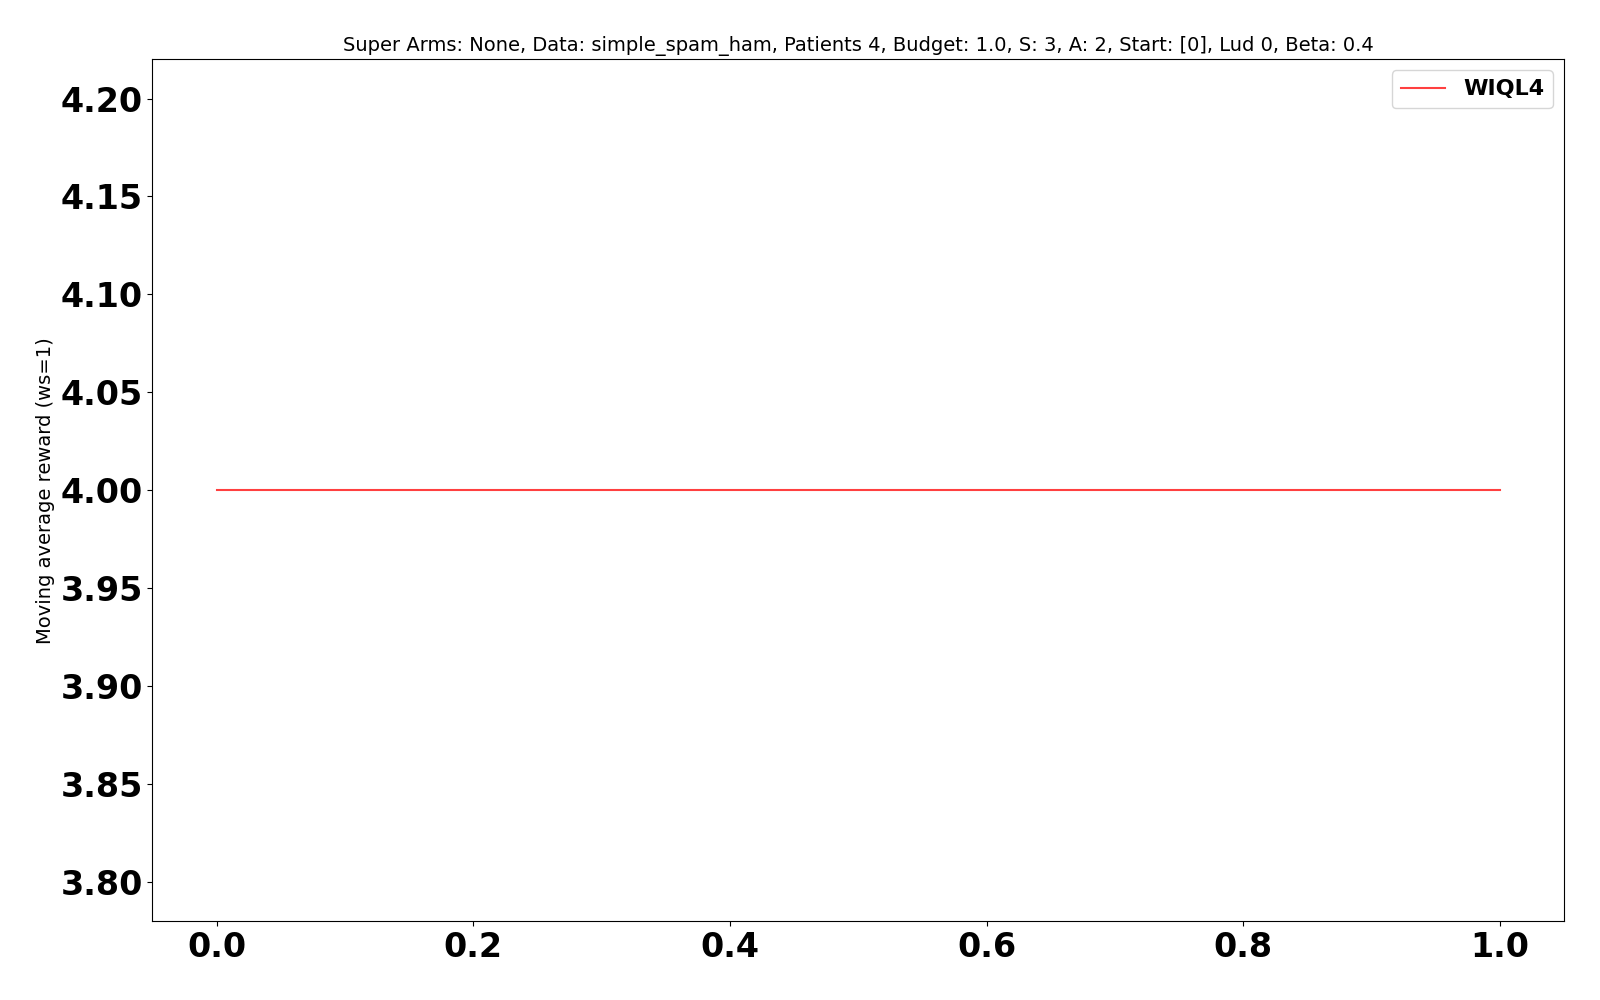 Super Arms: None, Data: simple_spam_ham, Patients 4, Budget: 1.0, S: 3, A: 2, Start: [0], Lud 0, Beta: 0.4
WIQL4
Moving average reward (ws=1)
4.20
4.15
4.10
4.05
4.00
3.95
3.90
3.85
3.80
0.0 0.2 0.4 0.6 0.8 1.0